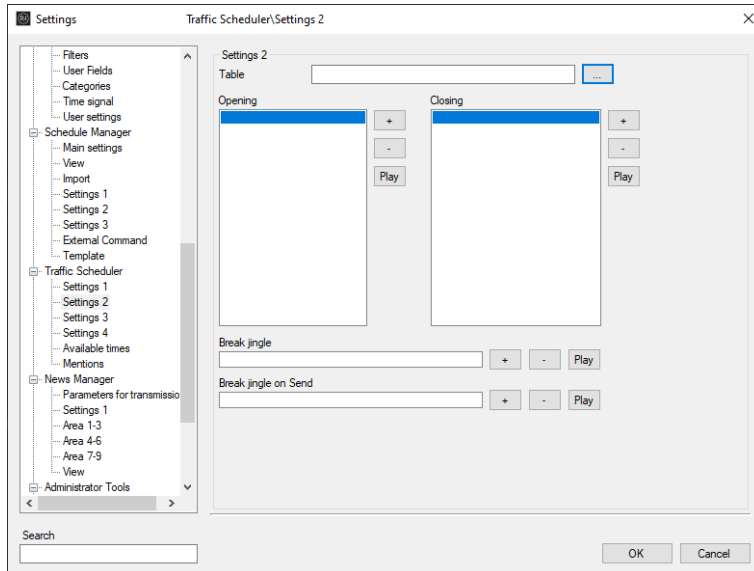 Settings
Traffic Scheduler\Settings 2
Filters
User Fields
Categories
Time signal
User settings
Schedule Manager
Main settings
View
Import
Settings 1
Settings 2
Settings 3
External Command
Template
Traffic Scheduler
Settings 1
Settings 2
Settings 3
Settings 4
Available times
Mentions
News Manager
Parameters for transmissio
Settings 1
Area 1-3
Area 4-6
Area 7-9
View
Administrator Tools
Search
Settings 2
Table
...
Opening
+
-
Play
Closing
+
-
Play
Break jingle
+ - Play
Break jingle on Send
+ - Play
OK Cancel